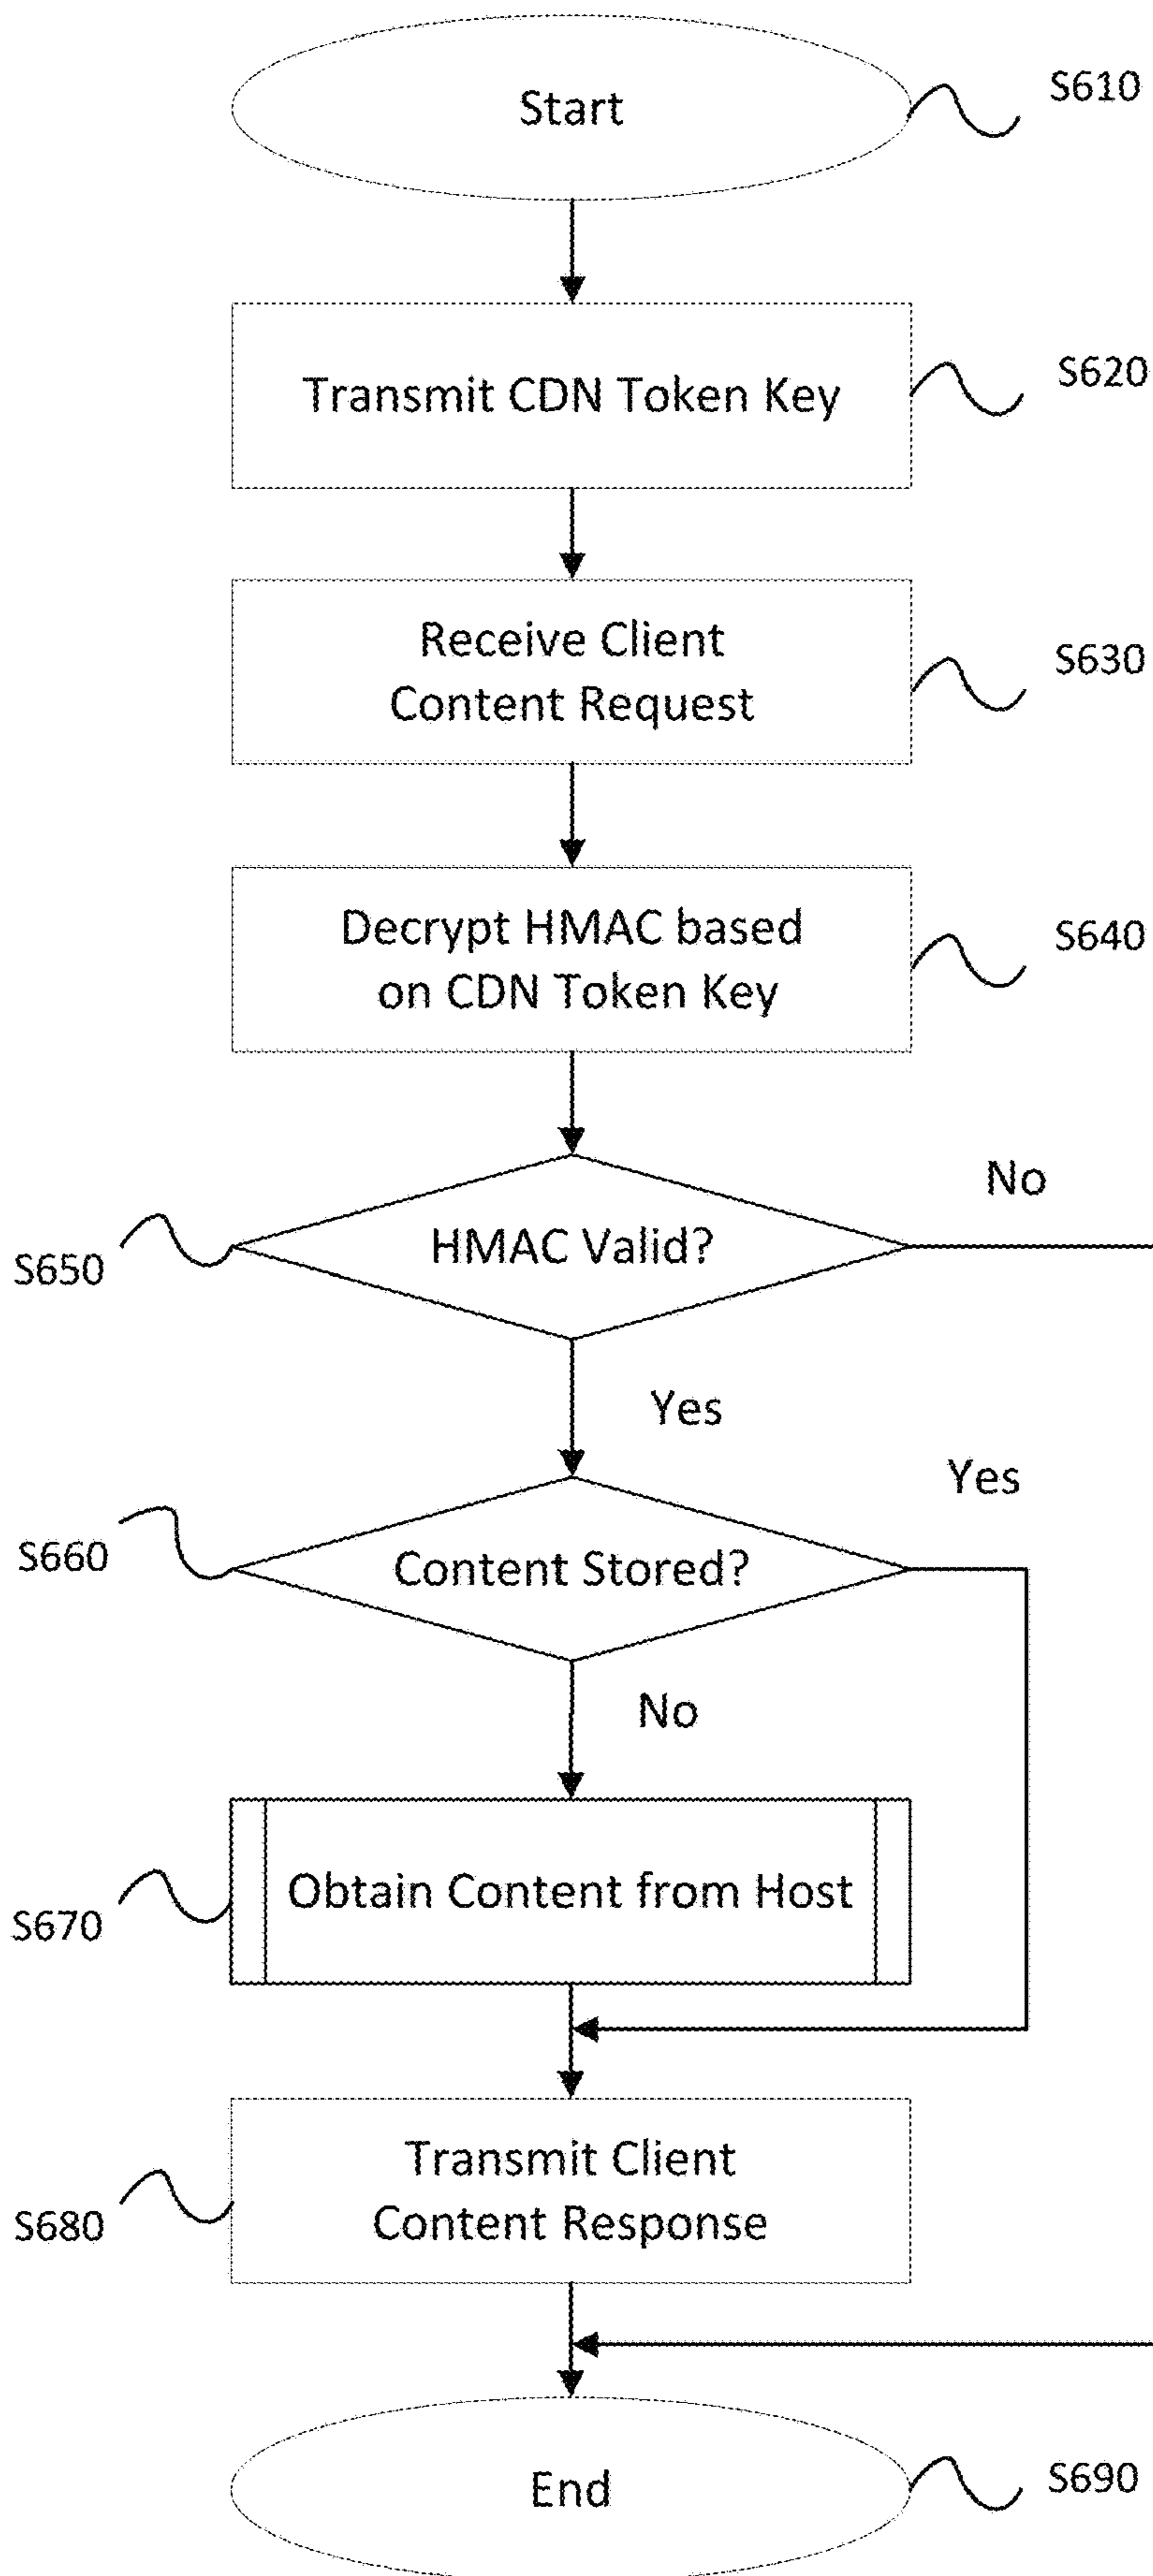 Start
S610
Transmit CDN Token Key
S620
Receive Client
Content Request
S630
Decrypt HMAC based
on CDN Token Key
S640
No
HMAC Valid?
S650
Yes
Yes
Content Stored?
S660
No
Obtain Content from Host
S670
Transmit Client
Content Response
S680
End
S690